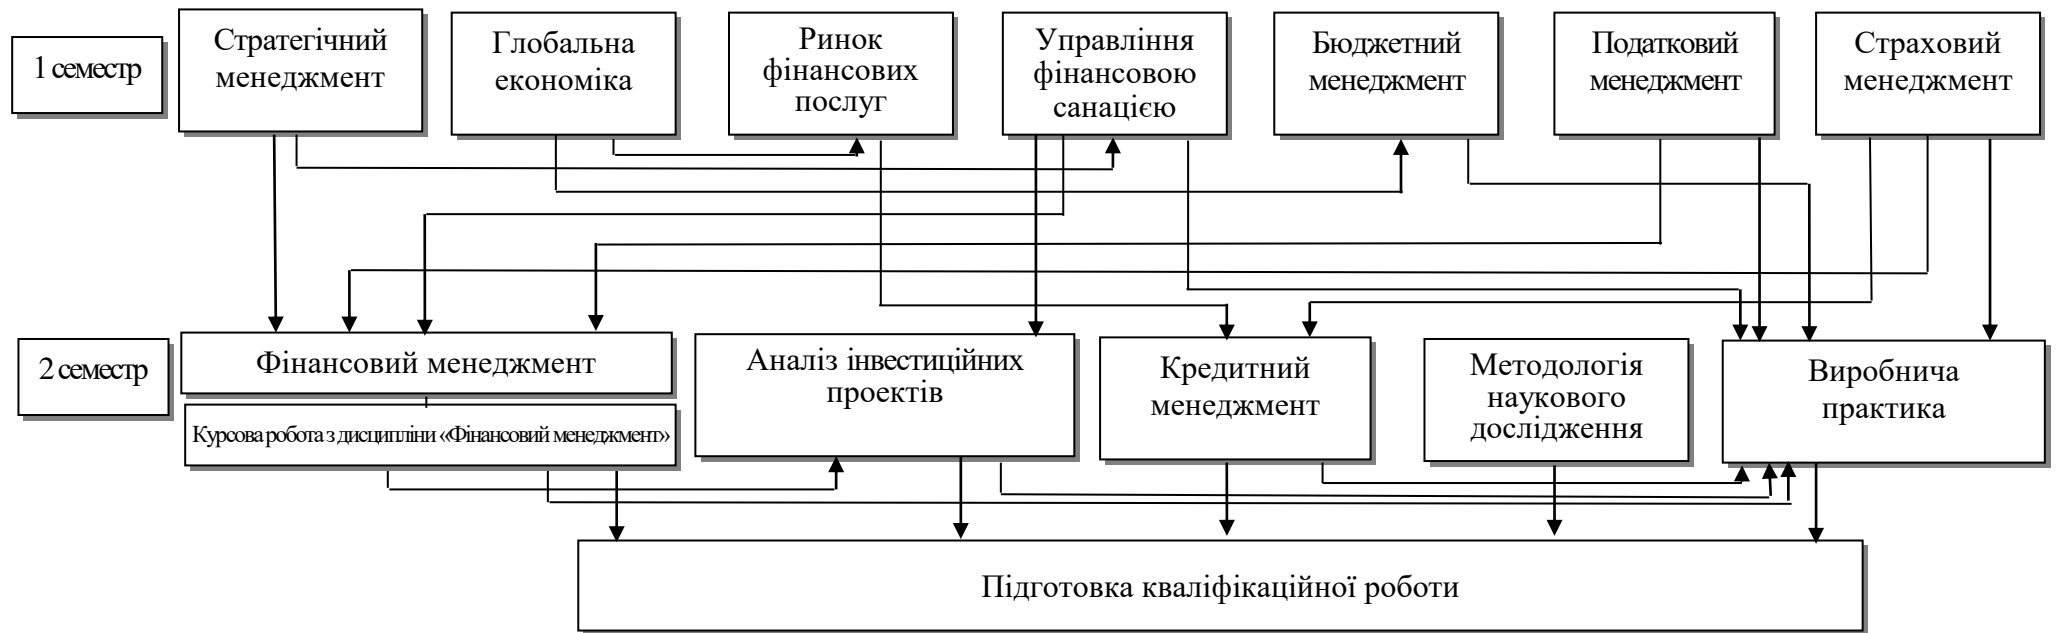 1 семестр
Стратегічний
менеджмент
Глобальна
економіка
Ринок
фінансових
послуг
Управління
фінансовою
санацією
Бюджетний
менеджмент
Податковий
менеджмент
Страховий
менеджмент
2 семестр
Фінансовий менеджмент
Курсова робота з дисципліни «Фінансовий менеджмент»
Аналіз інвестиційних
проектів
Кредитний
менеджмент
Методологія
наукового
дослідження
Виробнича
практика
Підготовка кваліфікаційної роботи